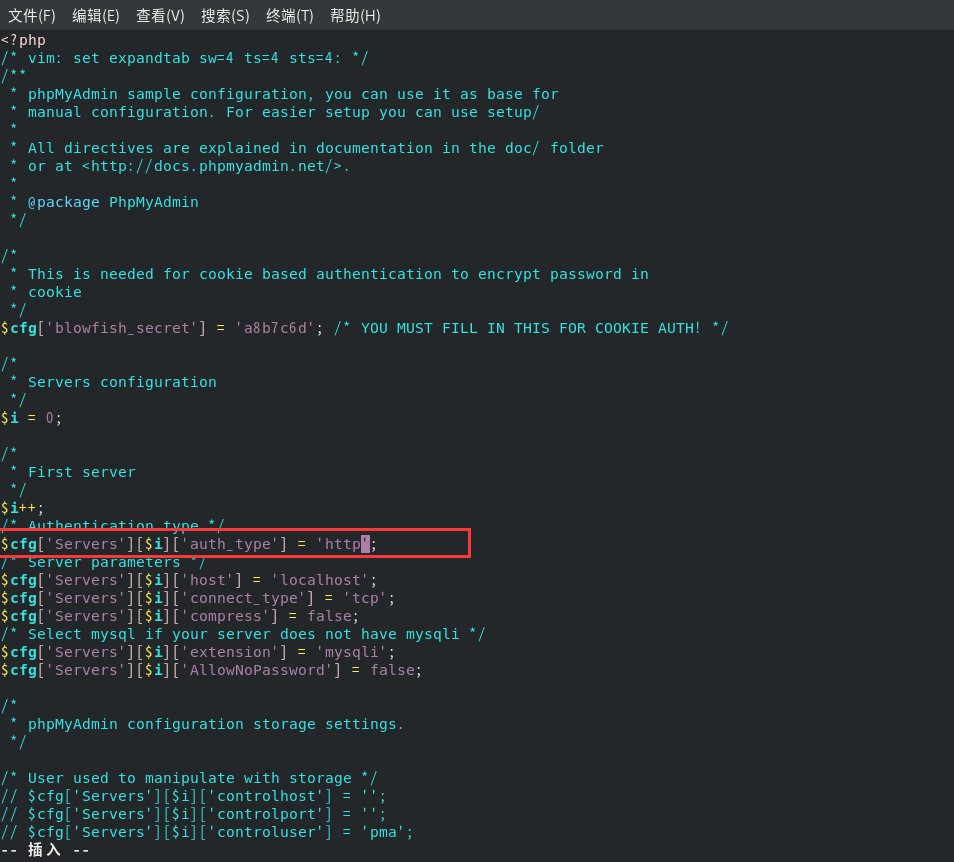 文件(F) 编辑(E) 查看(V) 搜索(S) 终端(T) 帮助(H)
<?php
/* vim: set expandtab sw=4 ts=4 sts=4: */
/**
 * phpMyAdmin sample configuration, you can use it as base for
 * manual configuration. For easier setup you can use setup/
 *
 * All directives are explained in documentation in the doc/ folder
 * or at <http://docs.phpmyadmin.net/>.
 *
 * @package PhpMyAdmin
 */

/*
 * This is needed for cookie based authentication to encrypt password in
 * cookie
 */
$cfg['blowfish_secret'] = 'a8b7c6d'; /* YOU MUST FILL IN THIS FOR COOKIE AUTH! */

/*
 * Servers configuration
 */
$i = 0;

/*
 * First server
 */
$i++;
/* Authentication type */
$cfg['Servers'][$i]['auth_type'] = 'http';
/* Server parameters */
$cfg['Servers'][$i]['host'] = 'localhost';
$cfg['Servers'][$i]['connect_type'] = 'tcp';
$cfg['Servers'][$i]['compress'] = false;
/* Select mysql if your server does not have mysqli */
$cfg['Servers'][$i]['extension'] = 'mysqli';
$cfg['Servers'][$i]['AllowNoPassword'] = false;

/*
 * phpMyAdmin configuration storage settings.
 */

/* User used to manipulate with storage */
// $cfg['Servers'][$i]['controlhost'] = '';
// $cfg['Servers'][$i]['controlport'] = '';
// $cfg['Servers'][$i]['controluser'] = 'pma';
-- 插入 --